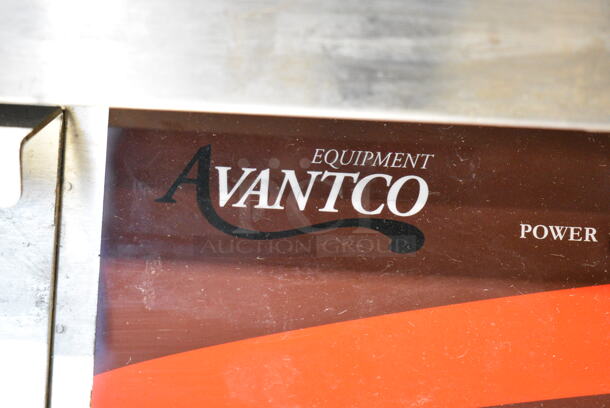 EQUIPMENT
AVANTCO
AUCTION GROUP
POWER